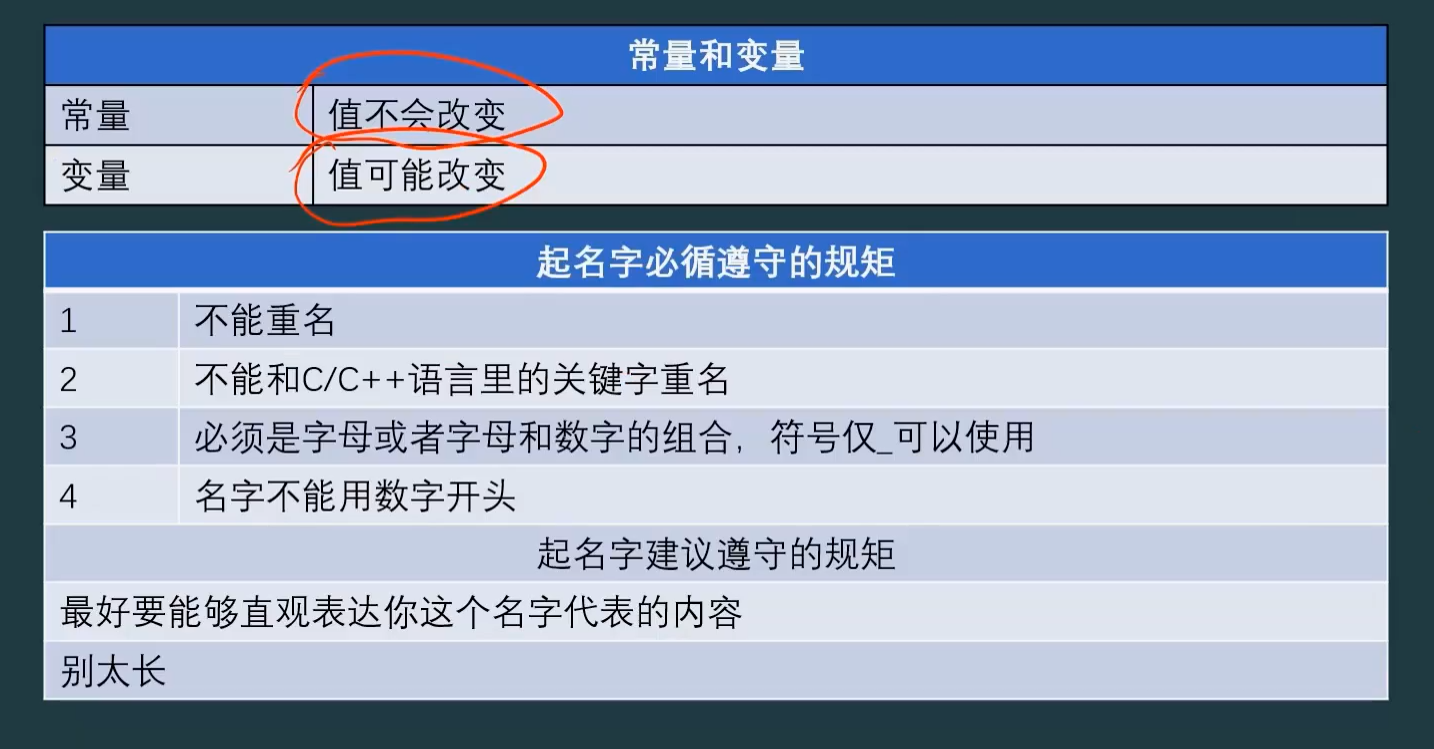 常量和变量
常量 值不会改变
变量 值可能改变
起名字必循遵守的规矩
1 不能重名
2 不能和C/C++语言里的关键字重名
3 必须是字母或者字母和数字的组合，符号仅_可以使用
4 名字不能用数字开头
起名字建议遵守的规矩
最好要能够直观表达你这个名字代表的内容
别太长